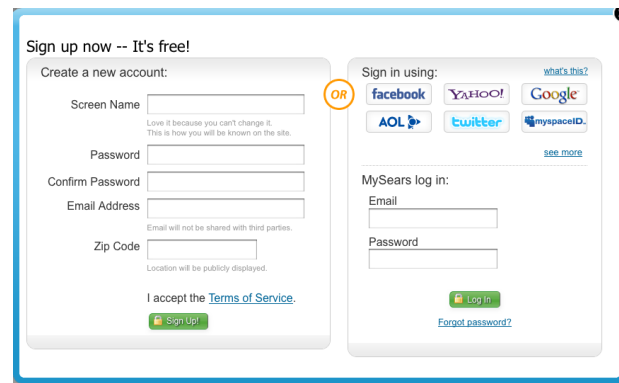 Sign up now -- It's free!
Create a new account:
Screen Name
Love it because you can't change it.
This is how you will be known on the site.
Password
Confirm Password
Email Address
Email will not be shared with third parties.
Zip Code
Location will be publicly displayed.
I accept the Terms of Service.
Sign Up!
OR
Sign in using:
what's this?
facebook YAHOO! Google
AOL twitter myspaceID.
see more
MySears log in:
Email
Password
Log In
Forgot password?